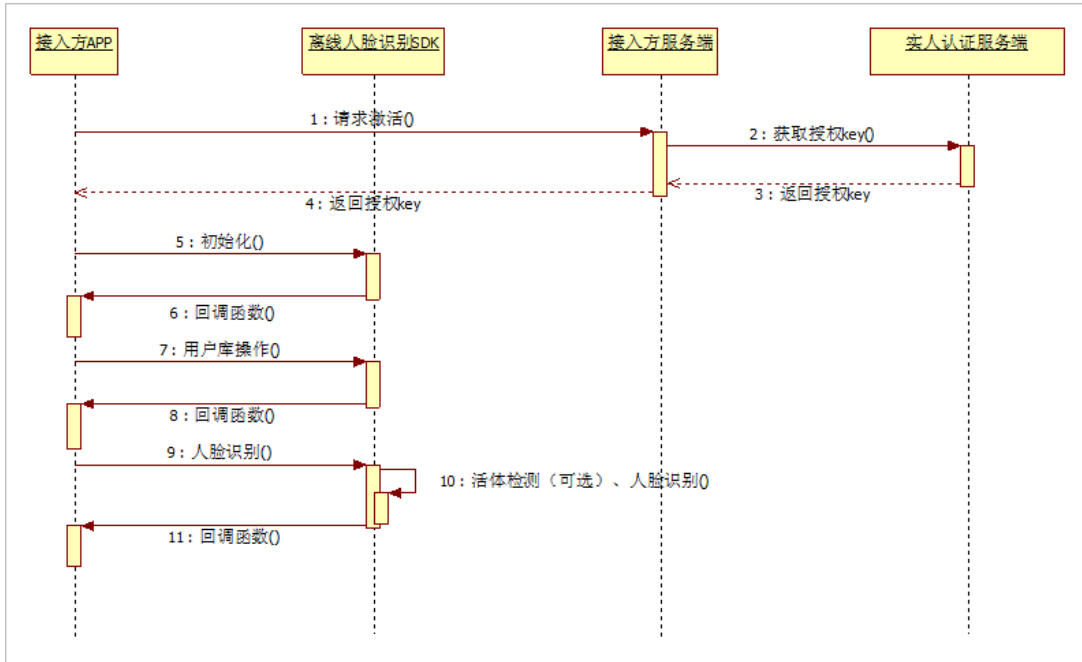 接入方APP
离线人脸识别SDK
接入方服务端
实人认证服务端
1：请求激活()
2：获取授权key()
3：返回授权key
4：返回授权key
5：初始化()
6：回调函数()
7：用户库操作()
8：回调函数()
9：人脸识别()
10：活体检测（可选）、人脸识别()
11：回调函数()